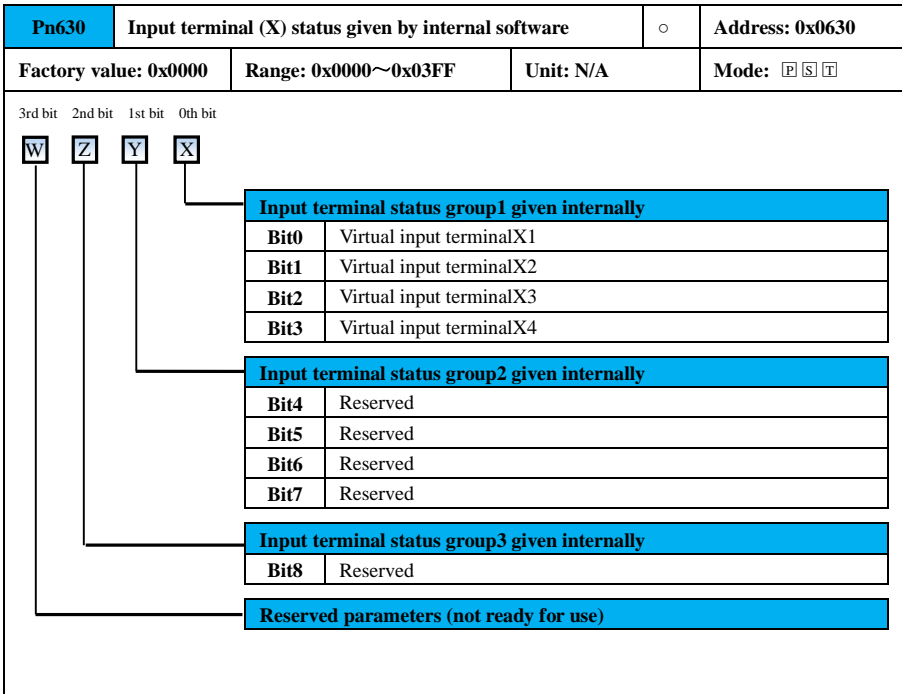 Pn630 Input terminal (X) status given by internal software ○ Address: 0x0630
Factory value: 0x0000 Range: 0x0000～0x03FF Unit: N/A Mode: P S T
3rd bit 2nd bit 1st bit 0th bit
W Z Y X
Input terminal status group1 given internally
Bit0 Virtual input terminalX1
Bit1 Virtual input terminalX2
Bit2 Virtual input terminalX3
Bit3 Virtual input terminalX4
Input terminal status group2 given internally
Bit4 Reserved
Bit5 Reserved
Bit6 Reserved
Bit7 Reserved
Input terminal status group3 given internally
Bit8 Reserved
Reserved parameters (not ready for use)